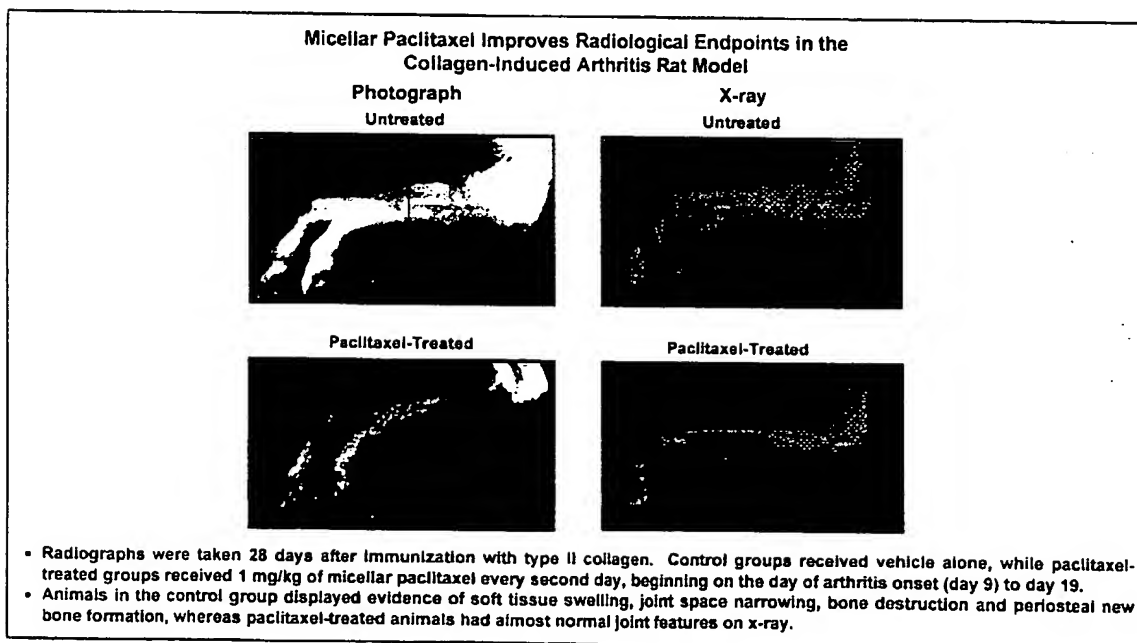 Micellar Paclitaxel Improves Radiological Endpoints in the
Collagen-Induced Arthritis Rat Model
Photograph
Untreated
X-ray
Untreated
Paclitaxel-Treated
Paclitaxel-Treated
• Radiographs were taken 28 days after immunization with type II collagen. Control groups received vehicle alone, while paclitaxel-
treated groups received 1 mg/kg of micellar paclitaxel every second day, beginning on the day of arthritis onset (day 9) to day 19.
• Animals in the control group displayed evidence of soft tissue swelling, joint space narrowing, bone destruction and periosteal new
bone formation, whereas paclitaxel-treated animals had almost normal joint features on x-ray.